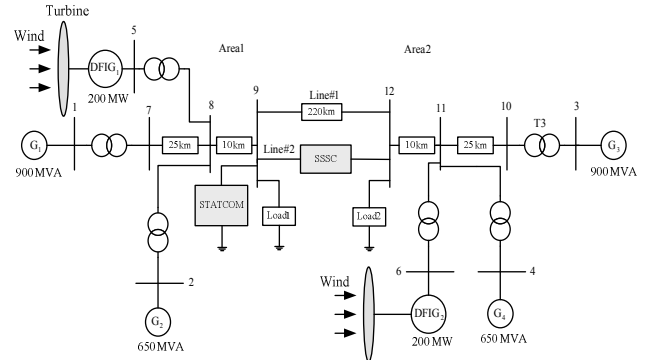 Turbine
Wind
5
Area1
Area2
DFIG1
200 MW
1
7
8
9
Line#1
12
11
10
3
220km
T3
G1
900MVA
25km
10km
Line#2
SSSC
10km
25km
G3
900MVA
STATCOM
Load1
Load2
2
Wind
6
4
G2
650MVA
DFIG2
200 MW
G4
650 MVA